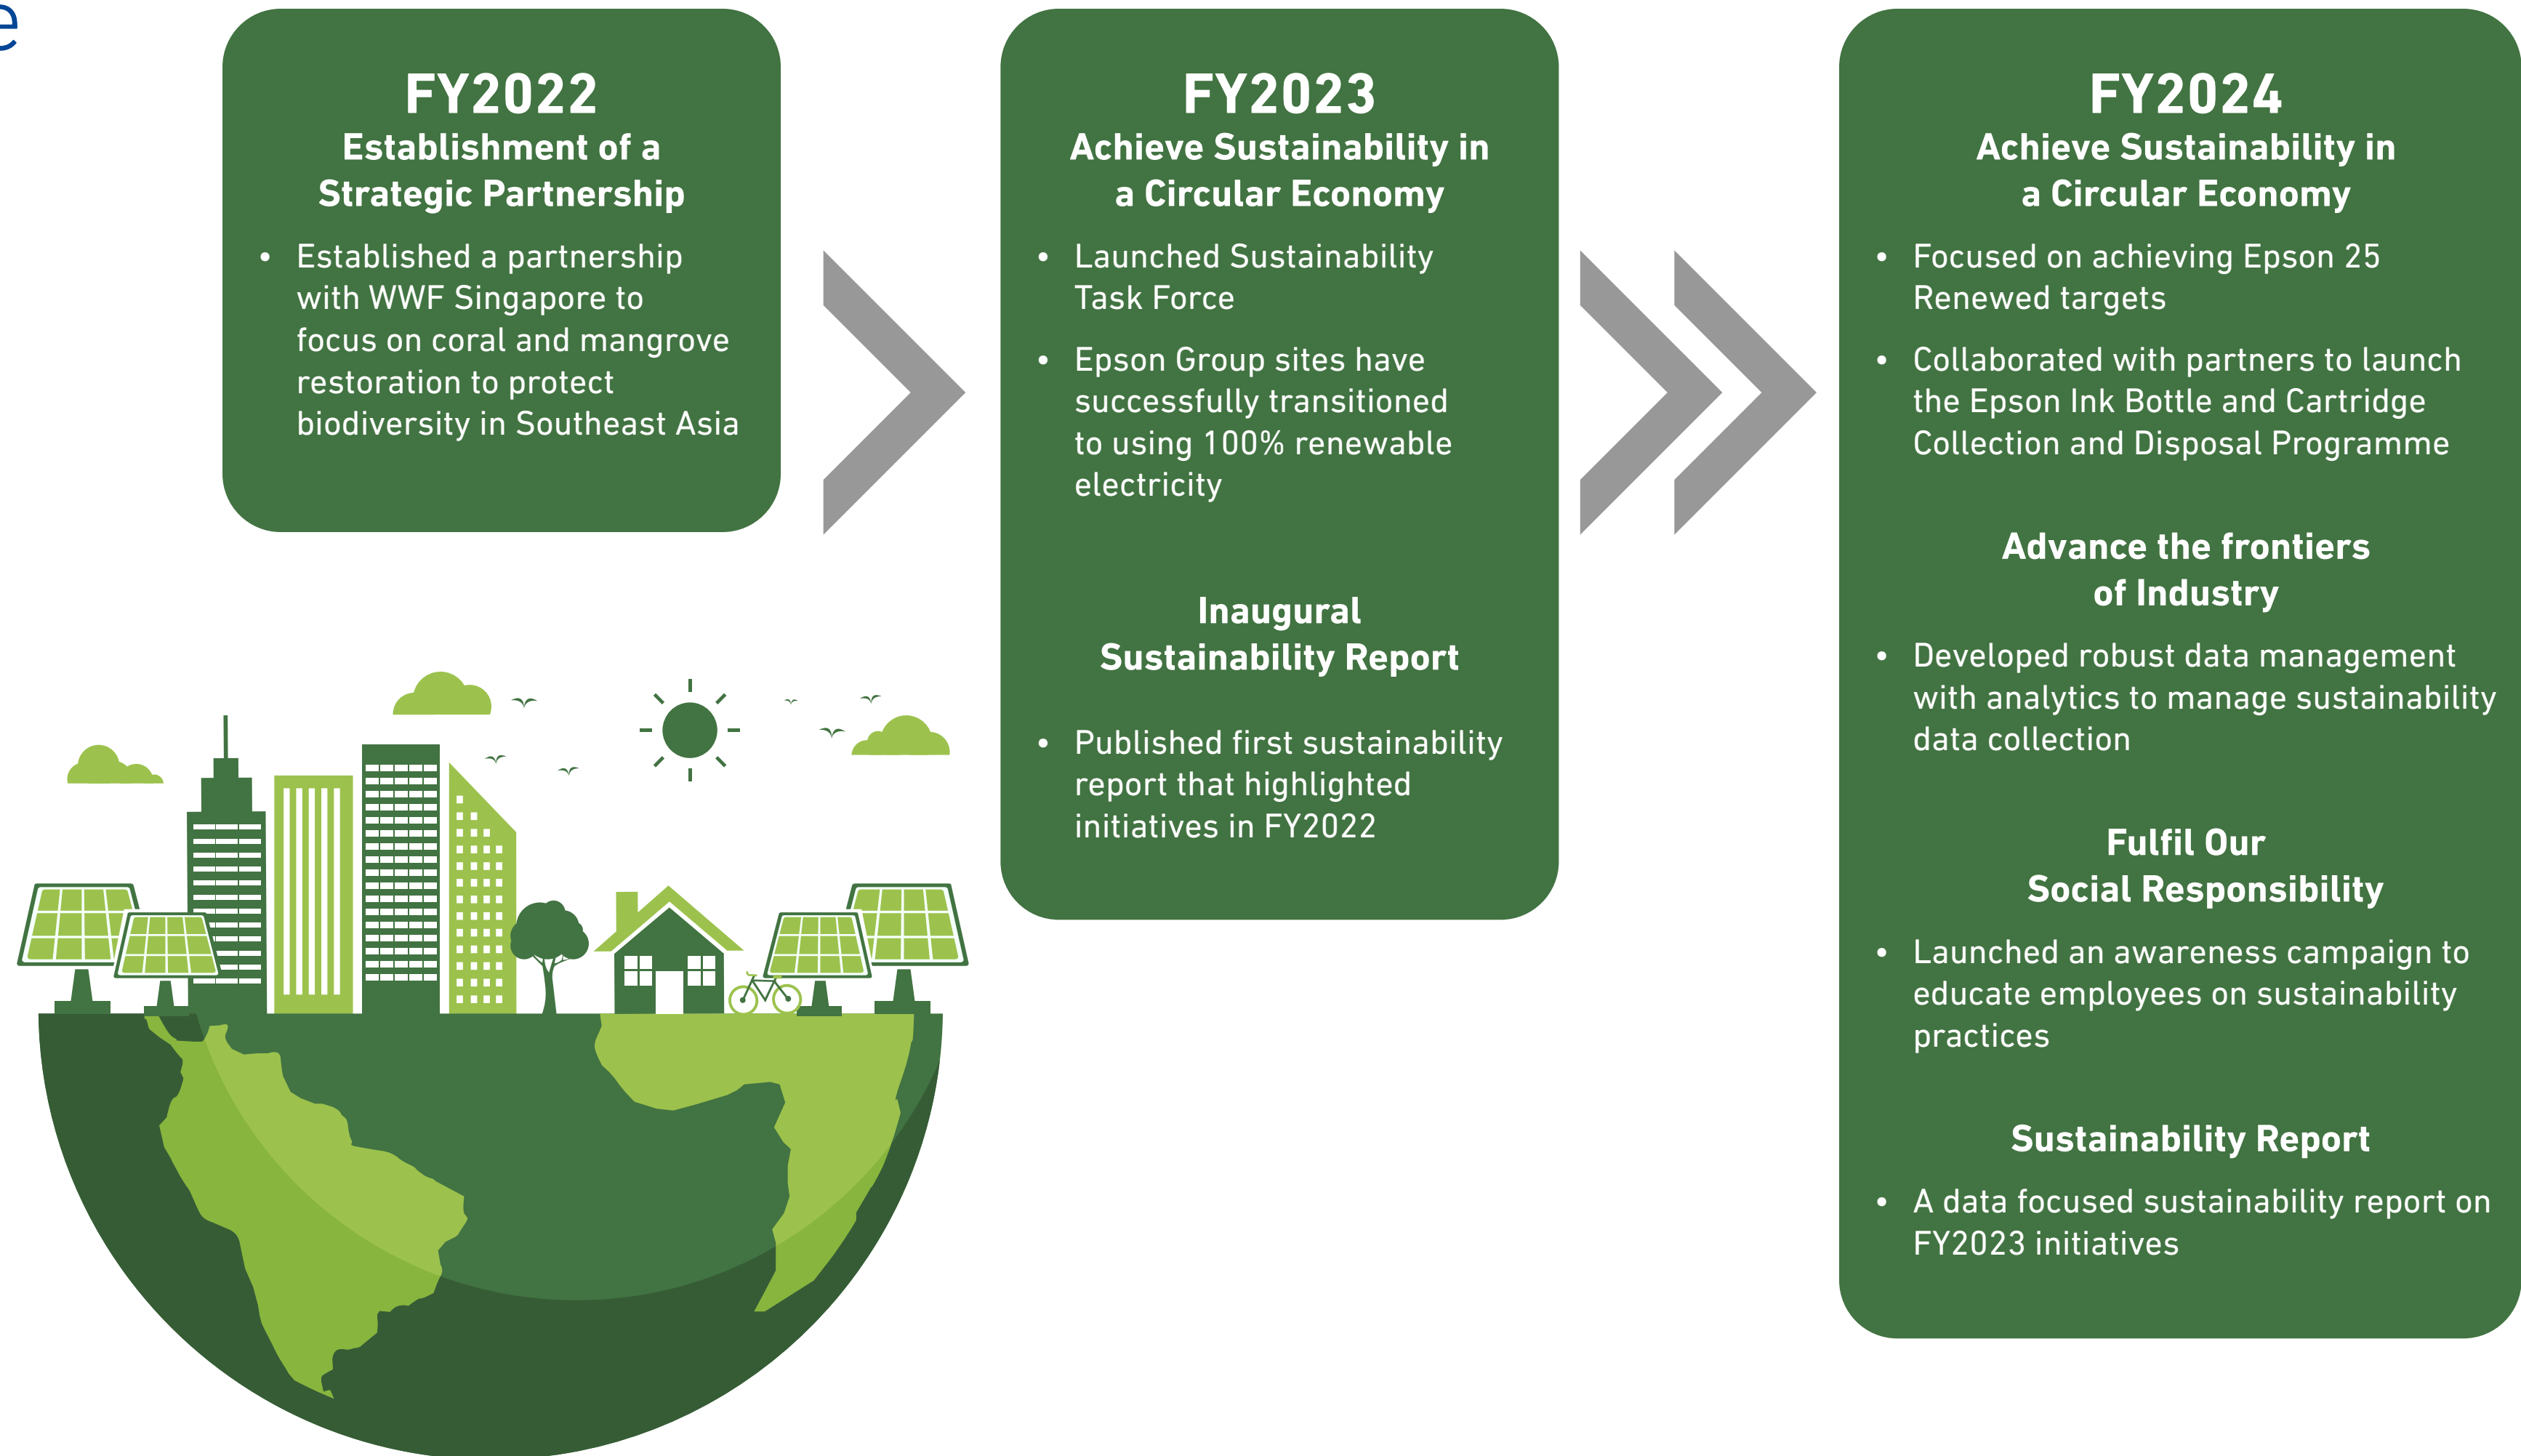 e
FY2022
Establishment of a
Strategic Partnership
• Established a partnership
with WWF Singapore to
focus on coral and mangrove
restoration to protect
biodiversity in Southeast Asia
FY2023
Achieve Sustainability in
a Circular Economy
• Launched Sustainability
Task Force
• Epson Group sites have
successfully transitioned
to using 100% renewable
electricity
Inaugural
Sustainability Report
• Published first sustainability
report that highlighted
initiatives in FY2022
FY2024
Achieve Sustainability in
a Circular Economy
• Focused on achieving Epson 25
Renewed targets
• Collaborated with partners to launch
the Epson Ink Bottle and Cartridge
Collection and Disposal Programme
Advance the frontiers
of Industry
• Developed robust data management
with analytics to manage sustainability
data collection
Fulfil Our
Social Responsibility
• Launched an awareness campaign to
educate employees on sustainability
practices
Sustainability Report
• A data focused sustainability report on
FY2023 initiatives